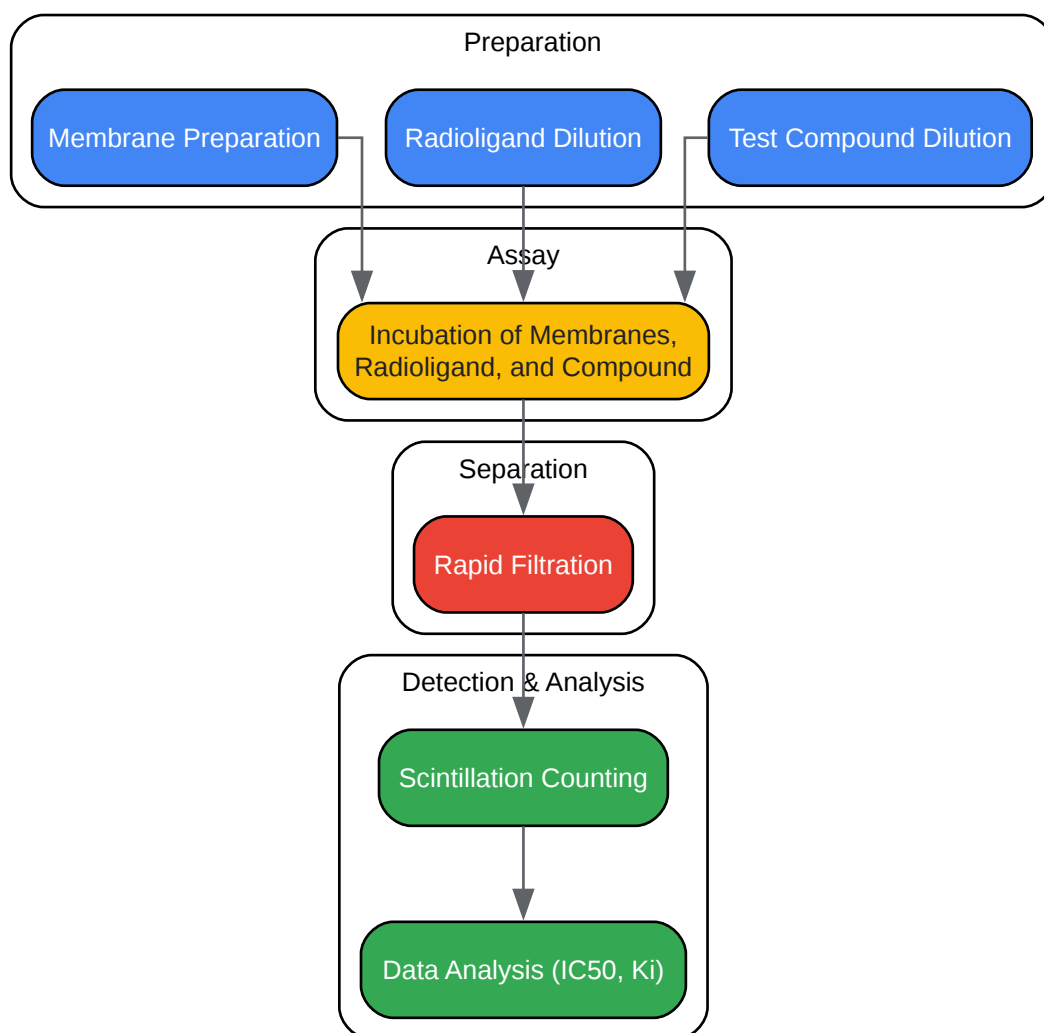 Preparation
Membrane Preparation
Radioligand Dilution
Test Compound Dilution
Assay
Incubation of Membranes,
Radioligand, and Compound
Separation
Rapid Filtration
Detection & Analysis
Scintillation Counting
Data Analysis (IC50, Ki)